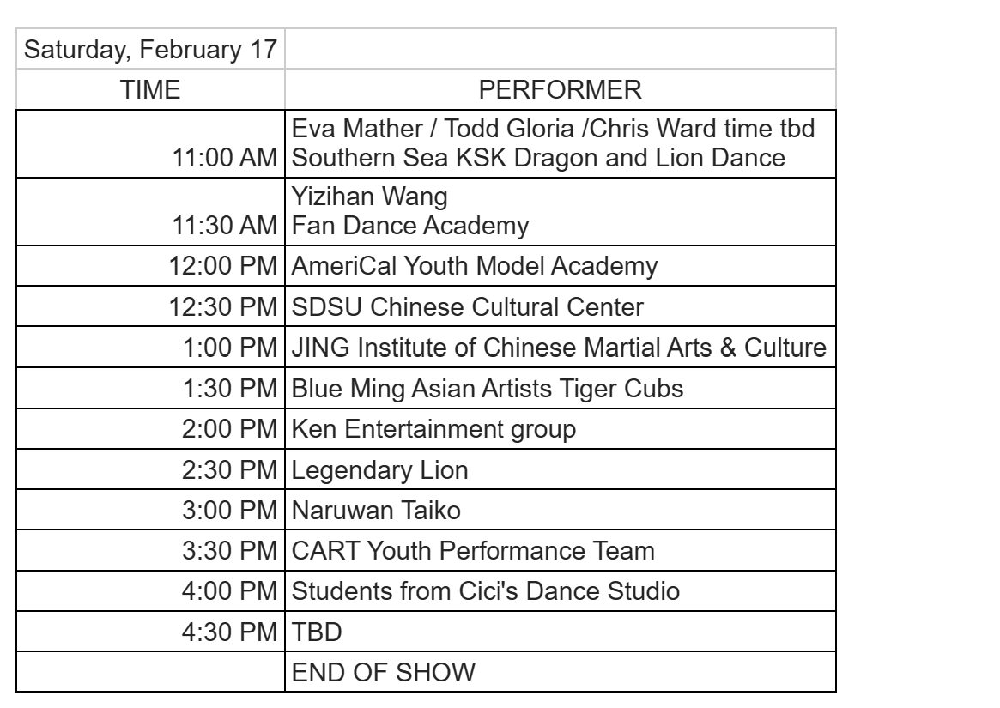 Saturday, February 17
TIME PERFORMER
Eva Mather / Todd Gloria /Chris Ward time tbd
11:00 AM Southern Sea KSK Dragon and Lion Dance
Yizihan Wang
11:30 AM Fan Dance Academy
12:00 PM AmeriCal Youth Model Academy
12:30 PM SDSU Chinese Cultural Center
1:00 PM JING Institute of Chinese Martial Arts & Culture
1:30 PM Blue Ming Asian Artists Tiger Cubs
2:00 PM Ken Entertainment group
2:30 PM Legendary Lion
3:00 PM Naruwan Taiko
3:30 PM CART Youth Performance Team
4:00 PM Students from Cici's Dance Studio
4:30 PM TBD
END OF SHOW